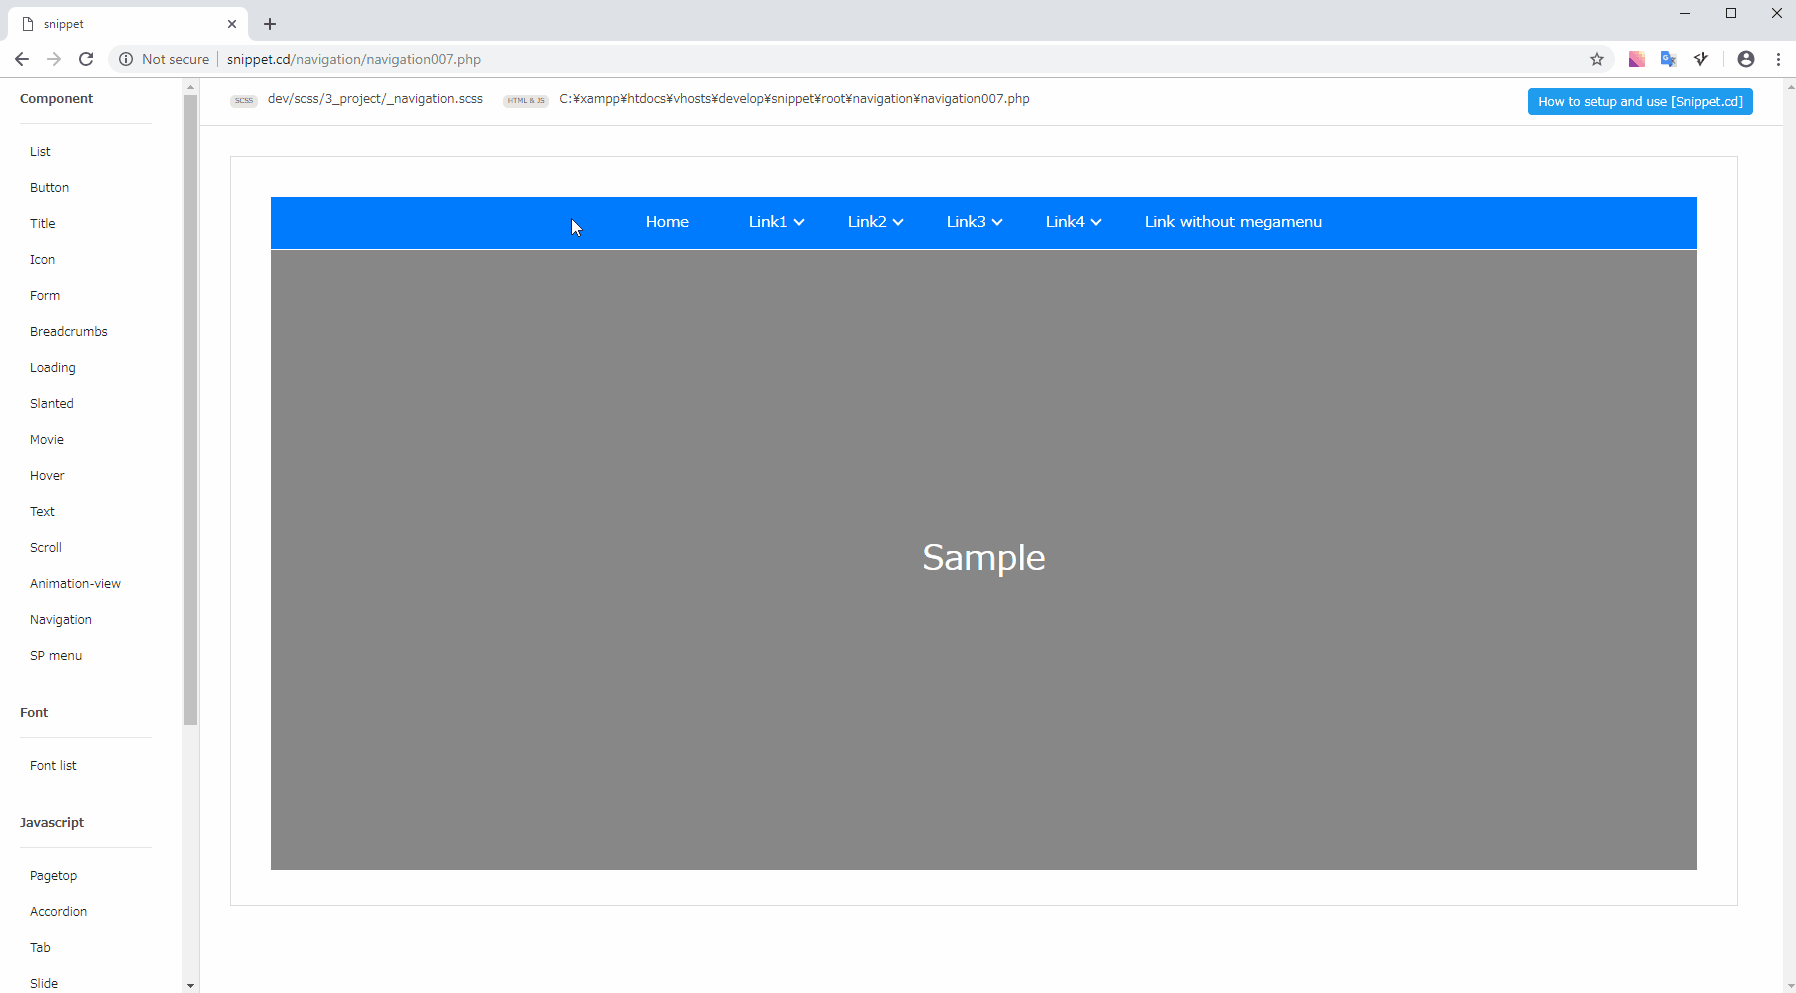 snippet
Not secure
snippet.cd/navigation/navigation007.php
Component
List
Button
Title
Icon
Form
Breadcrumbs
Loading
Slanted
Movie
Hover
Text
Scroll
Animation-view
Navigation
SP menu
Font
Font list
Javascript
Pagetop
Accordion
Tab
Slide
SCSS dev/scss/3_project/_navigation.scss HTML & JS C:¥xampp¥htdocs¥vhosts¥develop¥snippet¥root¥navigation¥navigation007.php
How to setup and use [Snippet.cd]
Home Link1 Link2 Link3 Link4 Link without megamenu
Sample